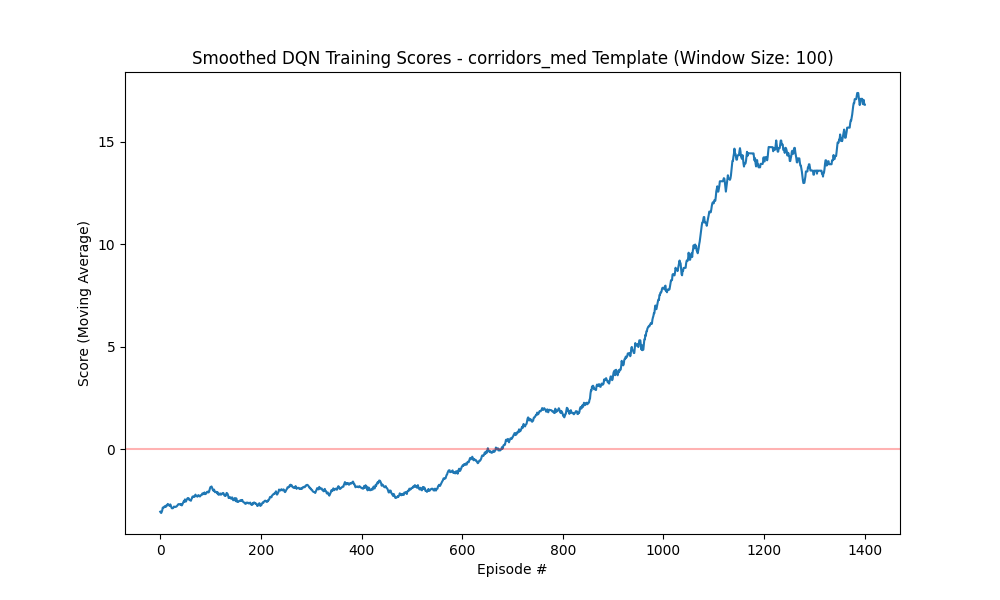 Smoothed DQN Training Scores - corridors_med Template (Window Size: 100)
Score (Moving Average)
15
10
5
0
0 200 400 600 800 1000 1200 1400
Episode #